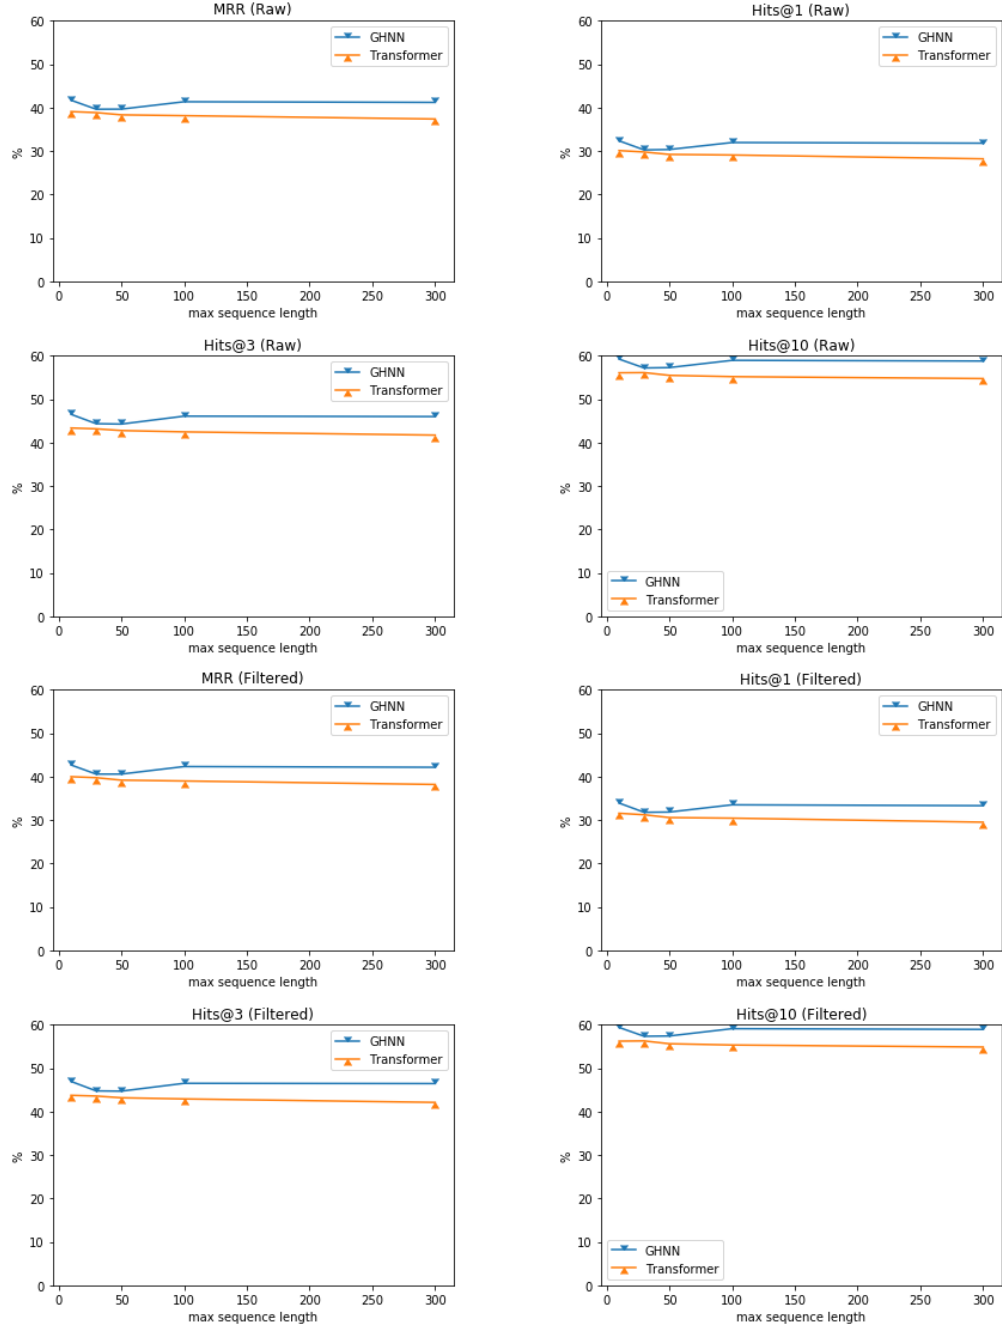 MRR (Raw)
60
50
40
30
20
10
0
%
GHNN
Transformer
0 50 100 150 200 250 300
max sequence length
Hits@1 (Raw)
60
50
40
30
20
10
0
%
GHNN
Transformer
0 50 100 150 200 250 300
max sequence length
Hits@3 (Raw)
60
50
40
30
20
10
0
%
GHNN
Transformer
0 50 100 150 200 250 300
max sequence length
Hits@10 (Raw)
60
50
40
30
20
10
0
%
GHNN
Transformer
0 50 100 150 200 250 300
max sequence length
MRR (Filtered)
60
50
40
30
20
10
0
%
GHNN
Transformer
0 50 100 150 200 250 300
max sequence length
Hits@1 (Filtered)
60
50
40
30
20
10
0
%
GHNN
Transformer
0 50 100 150 200 250 300
max sequence length
Hits@3 (Filtered)
60
50
40
30
20
10
0
%
GHNN
Transformer
0 50 100 150 200 250 300
max sequence length
Hits@10 (Filtered)
60
50
40
30
20
10
0
%
GHNN
Transformer
0 50 100 150 200 250 300
max sequence length